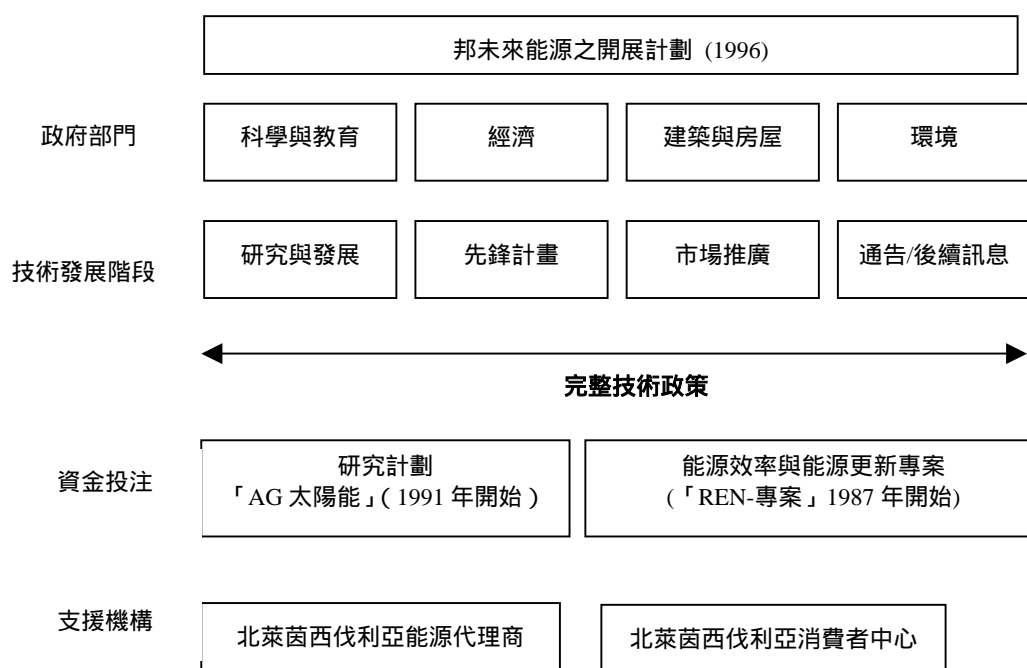 邦未來能源之開展計劃 (1996)
政府部門
科學與教育
經濟
建築與房屋
環境
技術發展階段
研究與發展
先鋒計畫
市場推廣
通告/後續訊息
完整技術政策
資金投注
研究計劃
「AG 太陽能」（1991 年開始）
能源效率與能源更新專案
(「REN-專案」1987 年開始)
支援機構
北萊茵西伐利亞能源代理商
北萊茵西伐利亞消費者中心